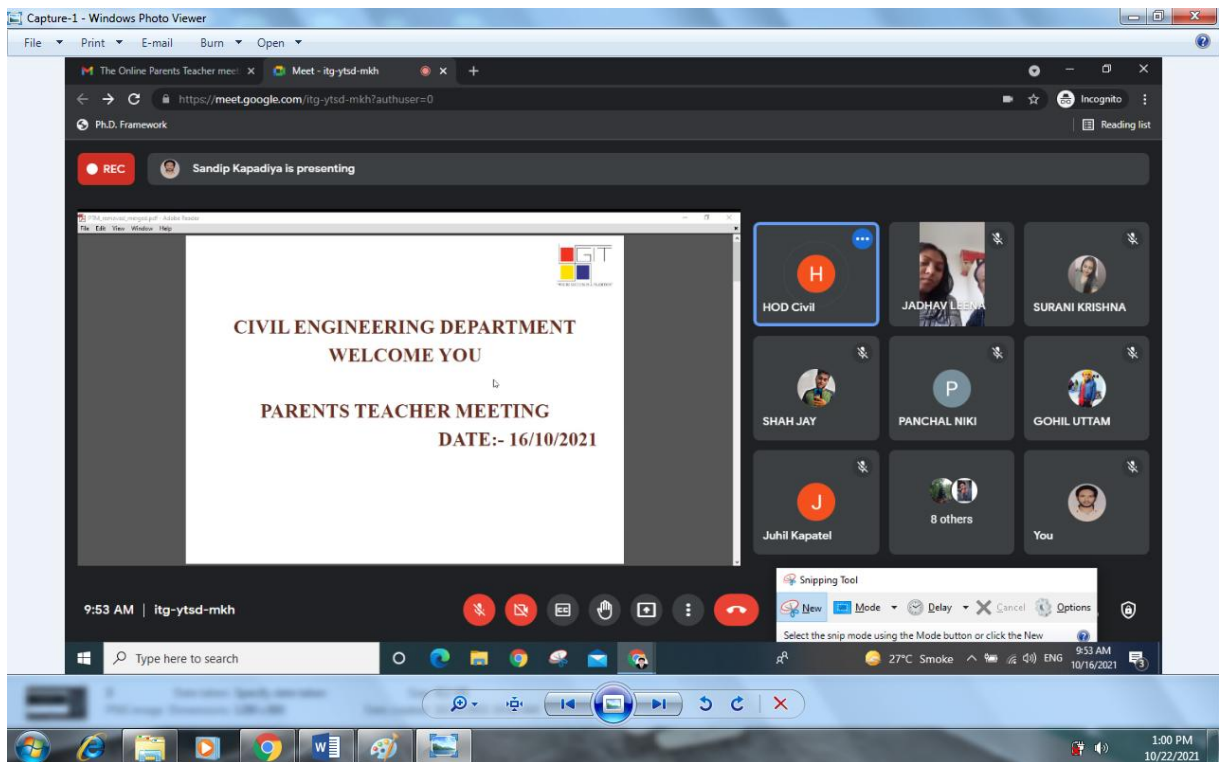 Capture-1 - Windows Photo Viewer
File Print E-mail Burn Open
The Online Parents Teacher meet
Meet - itg-ytsd-mkh
https://meet.google.com/itg-ytsd-mkh?authuser=0
Incognito
Ph.D. Framework
Reading list
REC
Sandip Kapadiya is presenting
File Edit View Window Help
GIT
CIVIL ENGINEERING DEPARTMENT
WELCOME YOU
PARENTS TEACHER MEETING
DATE:- 16/10/2021
H
HOD Civil
JADHAV LEENA
SURANI KRISHNA
SHAH JAY
P
PANCHAL NIKI
GOHIL UTTAM
J
Juhil Kapatel
8 others
You
9:53 AM | itg-ytsd-mkh
Snipping Tool
New Mode Delay Cancel Options
Select the snip mode using the Mode button or click the New
Type here to search
27°C Smoke
ENG
9:53 AM
10/16/2021
3
1:00 PM
10/22/2021